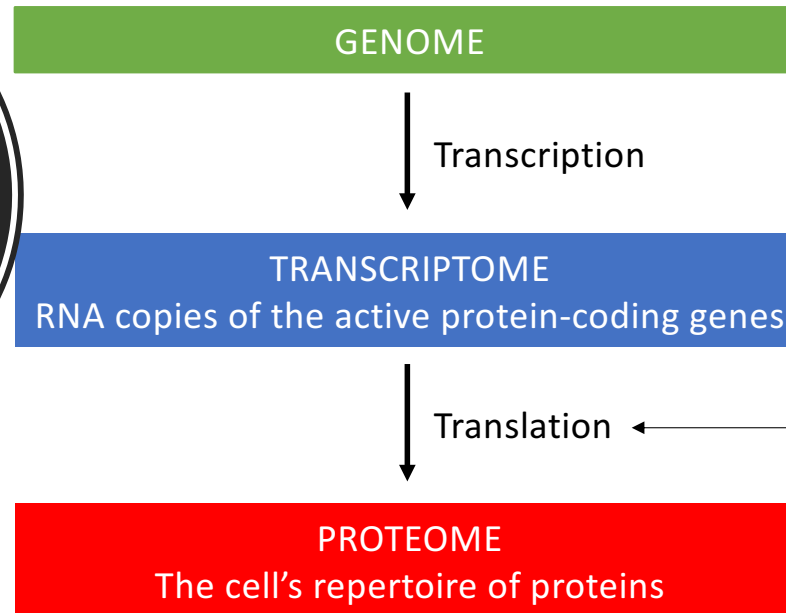 GENOME
Transcription
TRANSCRIPTOME
RNA copies of the active protein-coding genes
Translation
PROTEOME
The cell’s repertoire of proteins